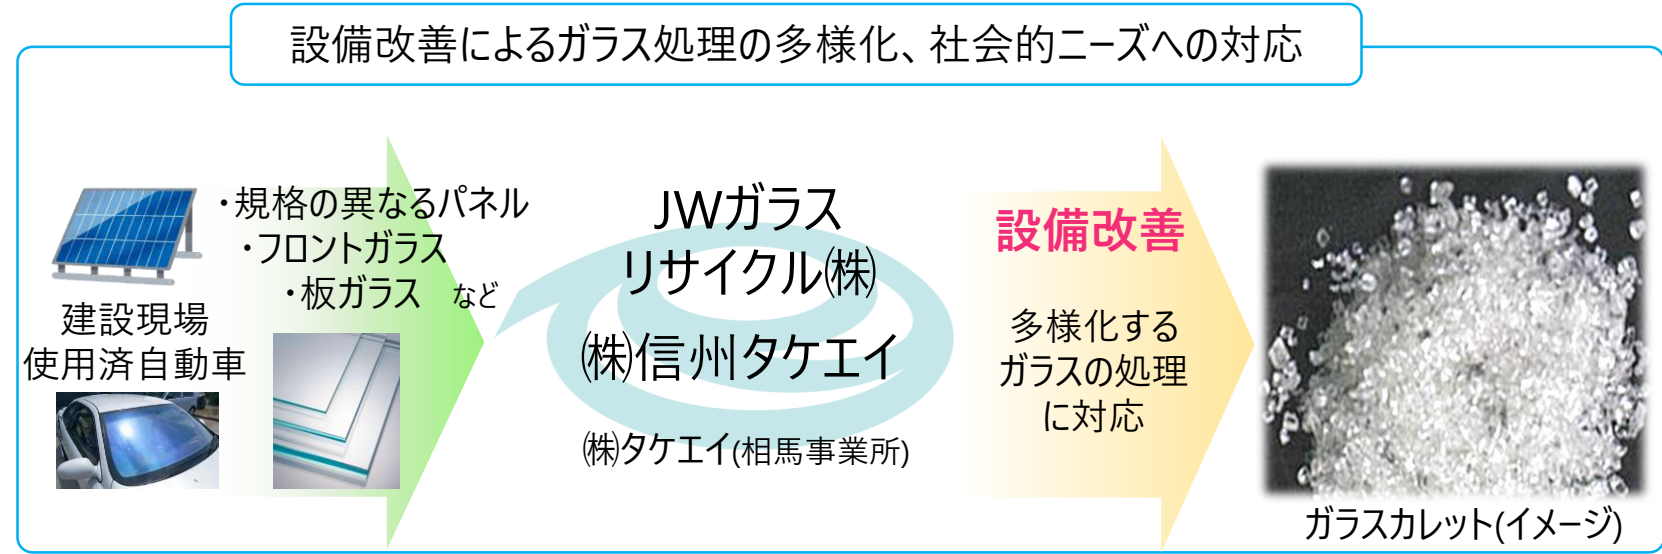 設備改善によるガラス処理の多様化、社会的ニーズへの対応
・規格の異なるパネル
・フロントガラス
・板ガラス など
建設現場
使用済自動車
JWガラス
リサイクル㈱
㈱信州タケエイ
㈱タケエイ(相馬事業所)
設備改善
多様化する
ガラスの処理
に対応
ガラスカレット(イメージ)